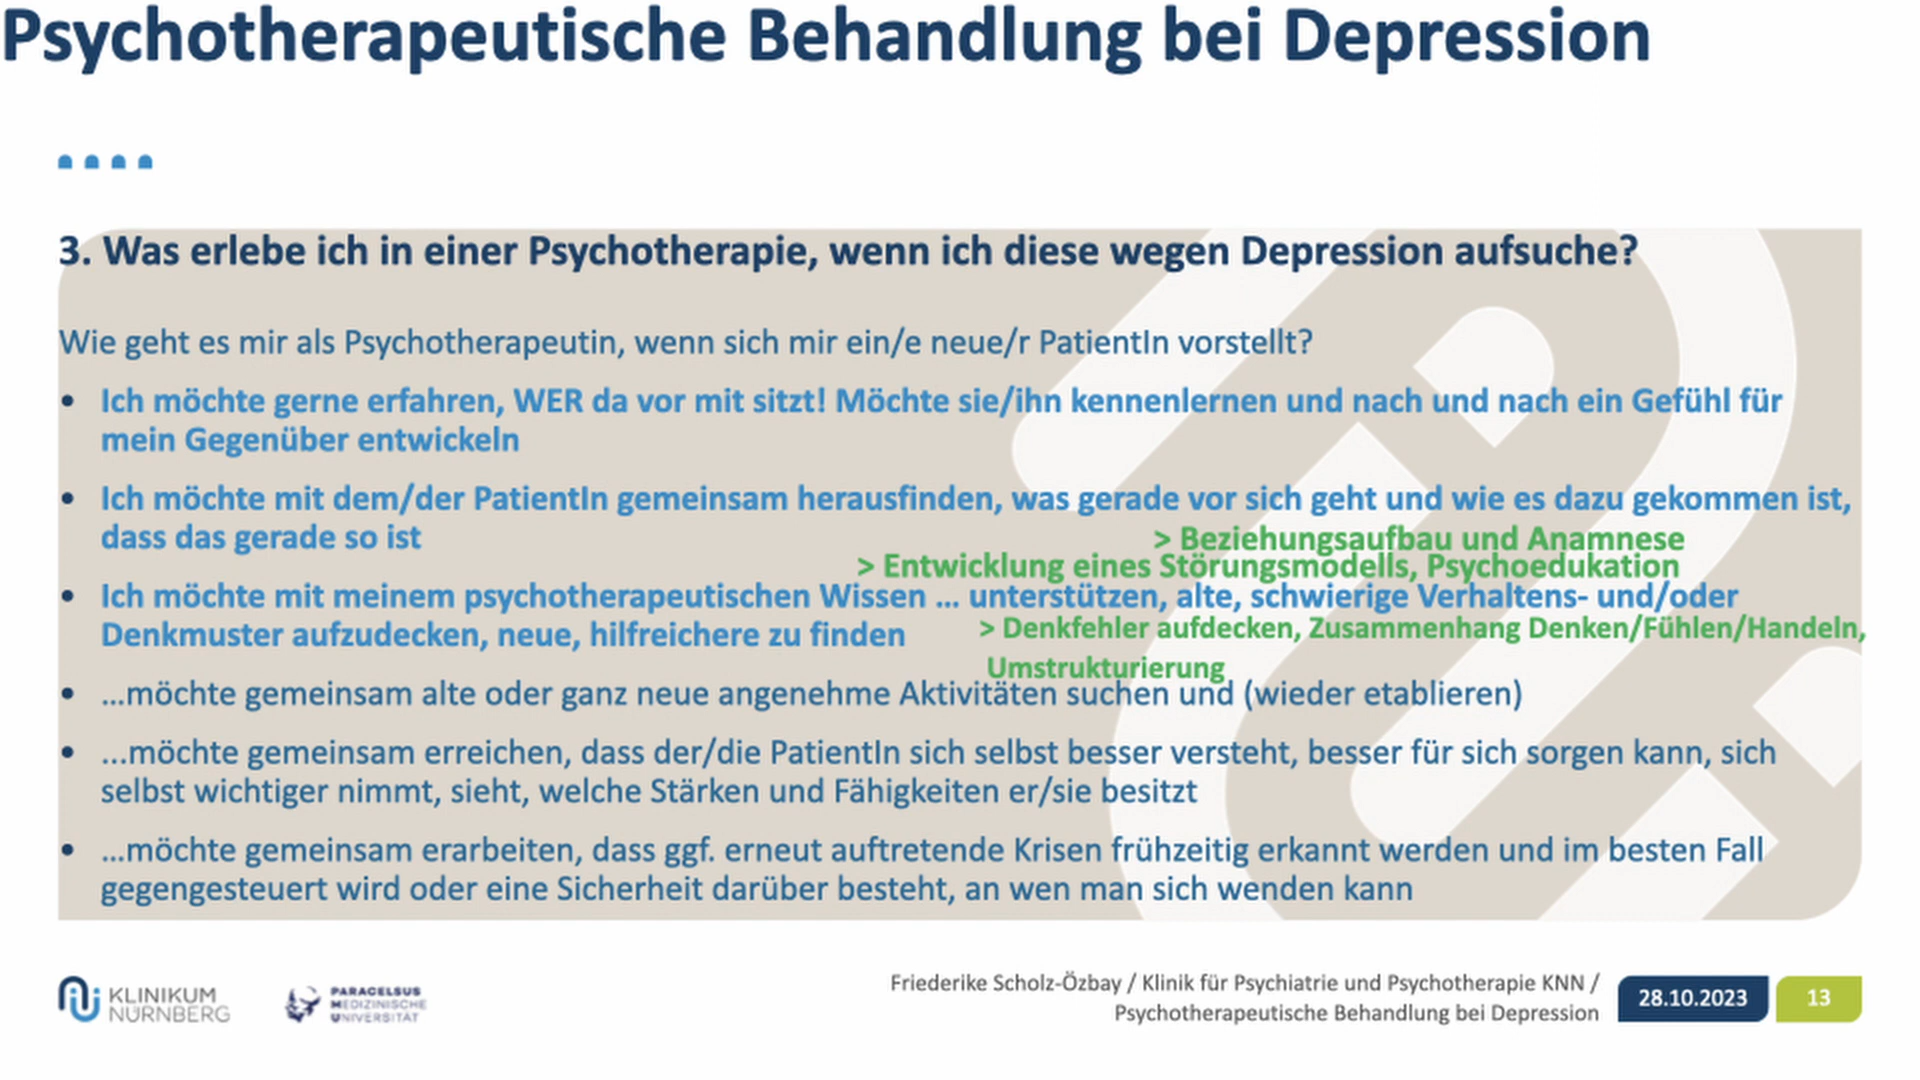 Psychotherapeutische Behandlung bei Depression
3. Was erlebe ich in einer Psychotherapie, wenn ich diese wegen Depression aufsuche?
Wie geht es mir als Psychotherapeutin, wenn sich mir ein/e neue/r PatientIn vorstellt?
• Ich möchte gerne erfahren, WER da vor mit sitzt! Möchte sie/ihn kennenlernen und nach und nach ein Gefühl für
mein Gegenüber entwickeln
• Ich möchte mit dem/der PatientIn gemeinsam herausfinden, was gerade vor sich geht und wie es dazu gekommen ist,
dass das gerade so ist
> Beziehungsaufbau und Anamnese
> Entwicklung eines Störungsmodells, Psychoedukation
• Ich möchte mit meinem psychotherapeutischen Wissen … unterstützen, alte, schwierige Verhaltens- und/oder
Denkmuster aufzudecken, neue, hilfreichere zu finden
> Denkfehler aufdecken, Zusammenhang Denken/Fühlen/Handeln,
Umstrukturierung
• …möchte gemeinsam alte oder ganz neue angenehme Aktivitäten suchen und (wieder etablieren)
• …möchte gemeinsam erreichen, dass der/die PatientIn sich selbst besser versteht, besser für sich sorgen kann, sich
selbst wichtiger nimmt, sieht, welche Stärken und Fähigkeiten er/sie besitzt
• …möchte gemeinsam erarbeiten, dass ggf. erneut auftretende Krisen frühzeitig erkannt werden und im besten Fall
gegengesteuert wird oder eine Sicherheit darüber besteht, an wen man sich wenden kann
KLINIKUM
NÜRNBERG
PARACELSUS
MEDIZINISCHE
UNIVERSITÄT
Friederike Scholz-Özbay / Klinik für Psychiatrie und Psychotherapie KNN /
Psychotherapeutische Behandlung bei Depression
28.10.2023
13